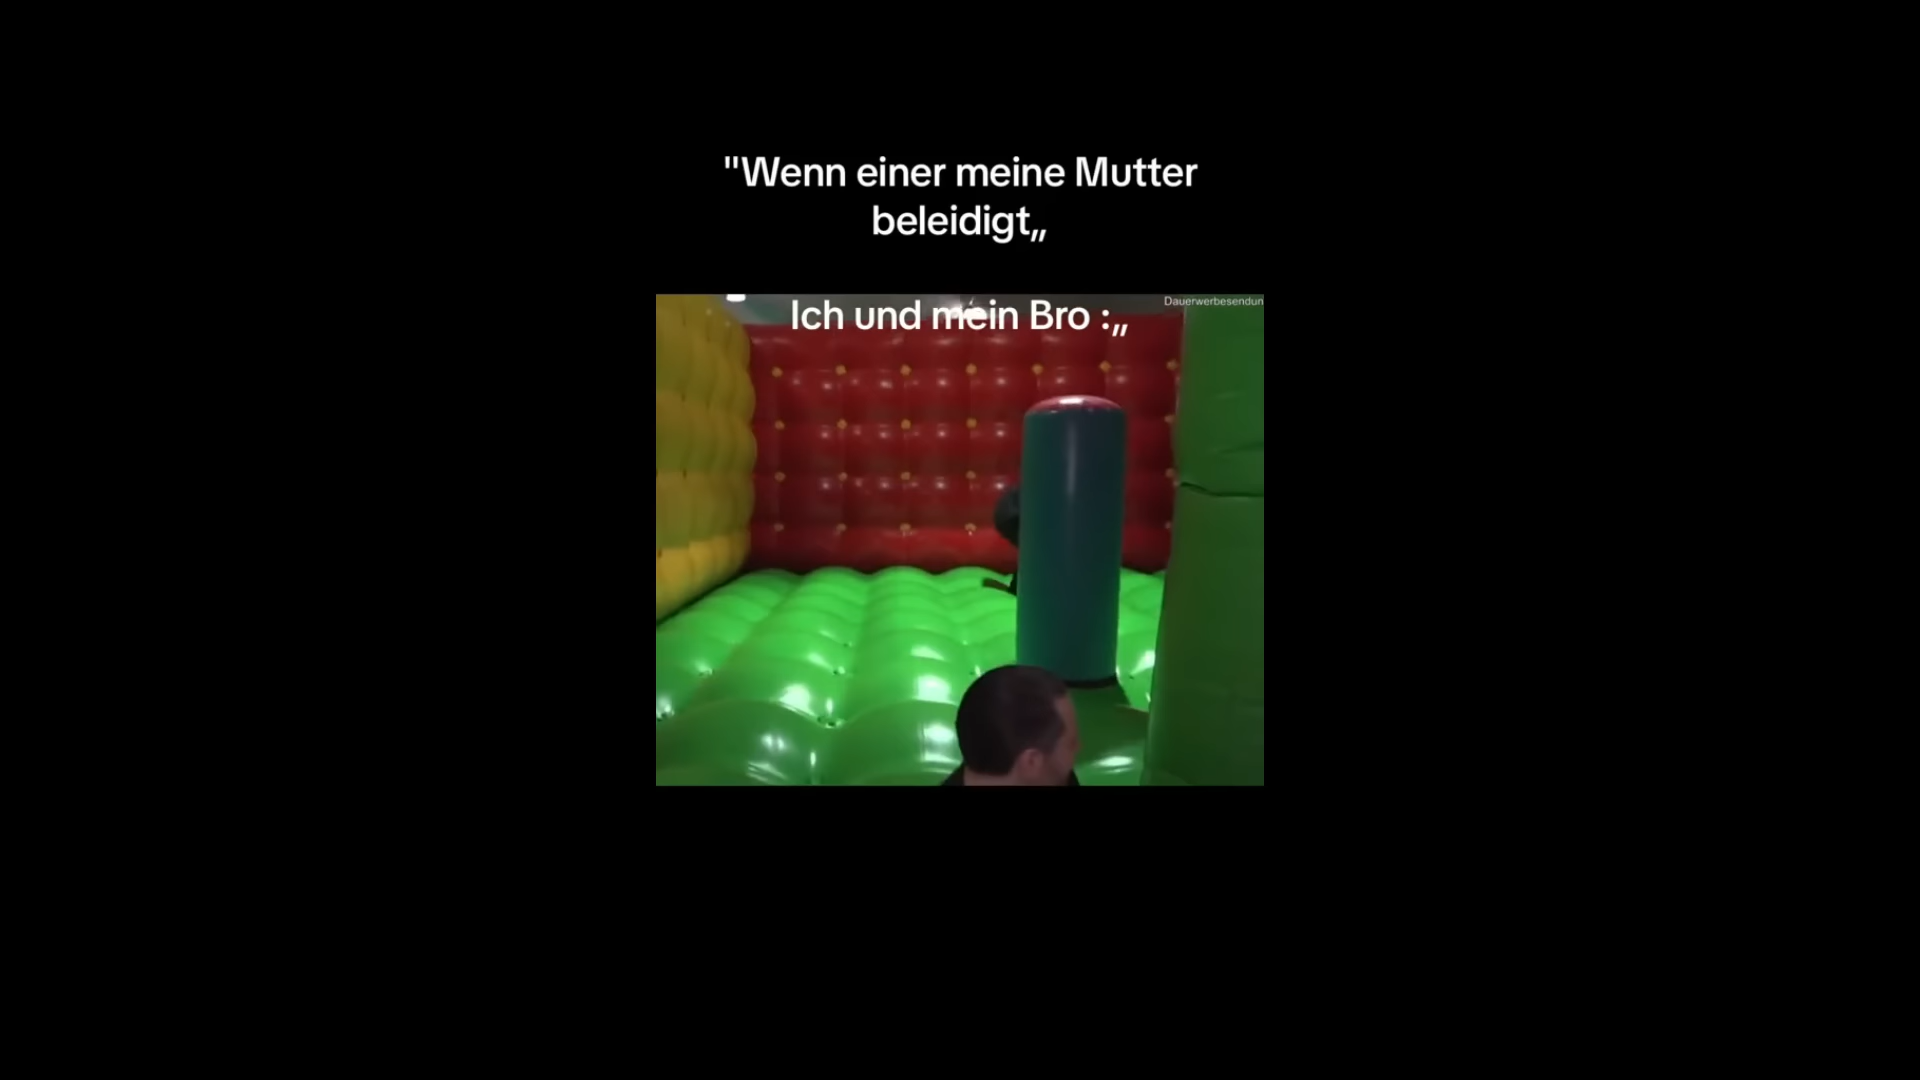 "Wenn einer meine Mutter
beleidigt„
Dauerwerbesendun
Ich und mein Bro :„